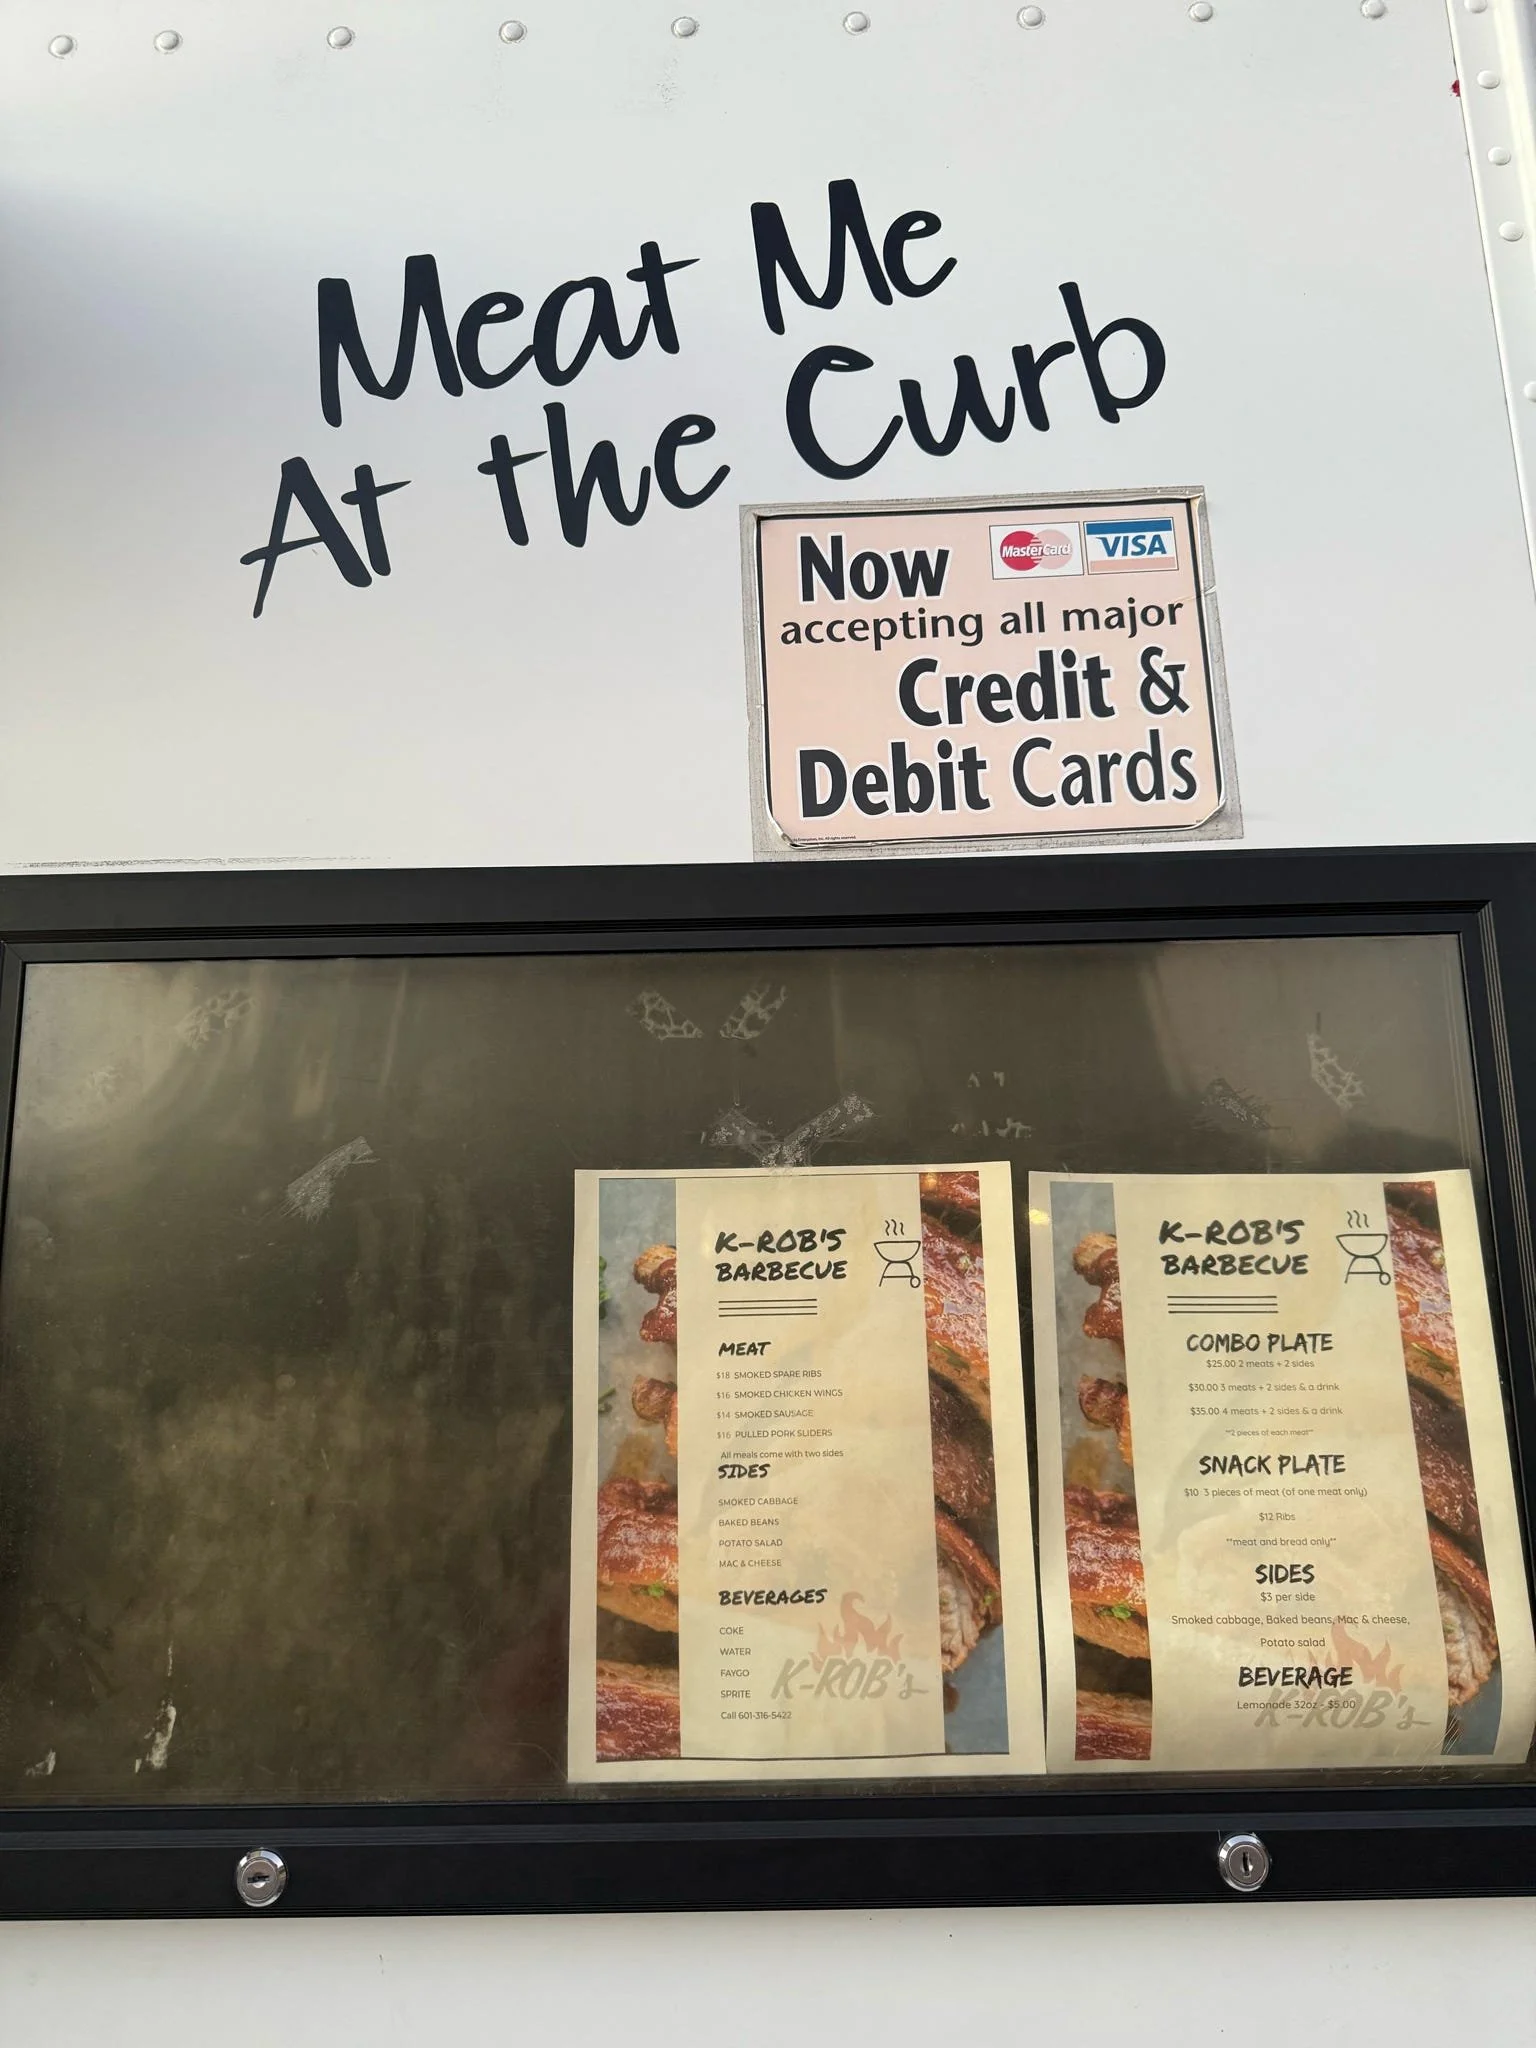 Meat Me
At the Curb
Now
MasterCard
VISA
accepting all major
Credit &
Debit Cards
K-ROB'S
BARBECUE
MEAT
$18 SMOKED SPARE RIBS
$16 SMOKED CHICKEN WINGS
$14 SMOKED SAUSAGE
$16 PULLED PORK SLIDERS
All meals come with two sides
SIDES
SMOKED CABBAGE
BAKED BEANS
POTATO SALAD
MAC & CHEESE
BEVERAGES
COKE
WATER
FAYGO
SPRITE
Call 601-316-5422
K-ROB's
K-ROB'S
BARBECUE
COMBO PLATE
$25.00 2 meats + 2 sides
$30.00 3 meats + 2 sides & a drink
$35.00 4 meats + 2 sides & a drink
**2 pieces of each meat**
SNACK PLATE
$10 3 pieces of meat (of one meat only)
$12 Ribs
**meat and bread only**
SIDES
$3 per side
Smoked cabbage, Baked beans, Mac & cheese,
Potato salad
BEVERAGE
Lemonade 32oz - $5.00
K-ROB's